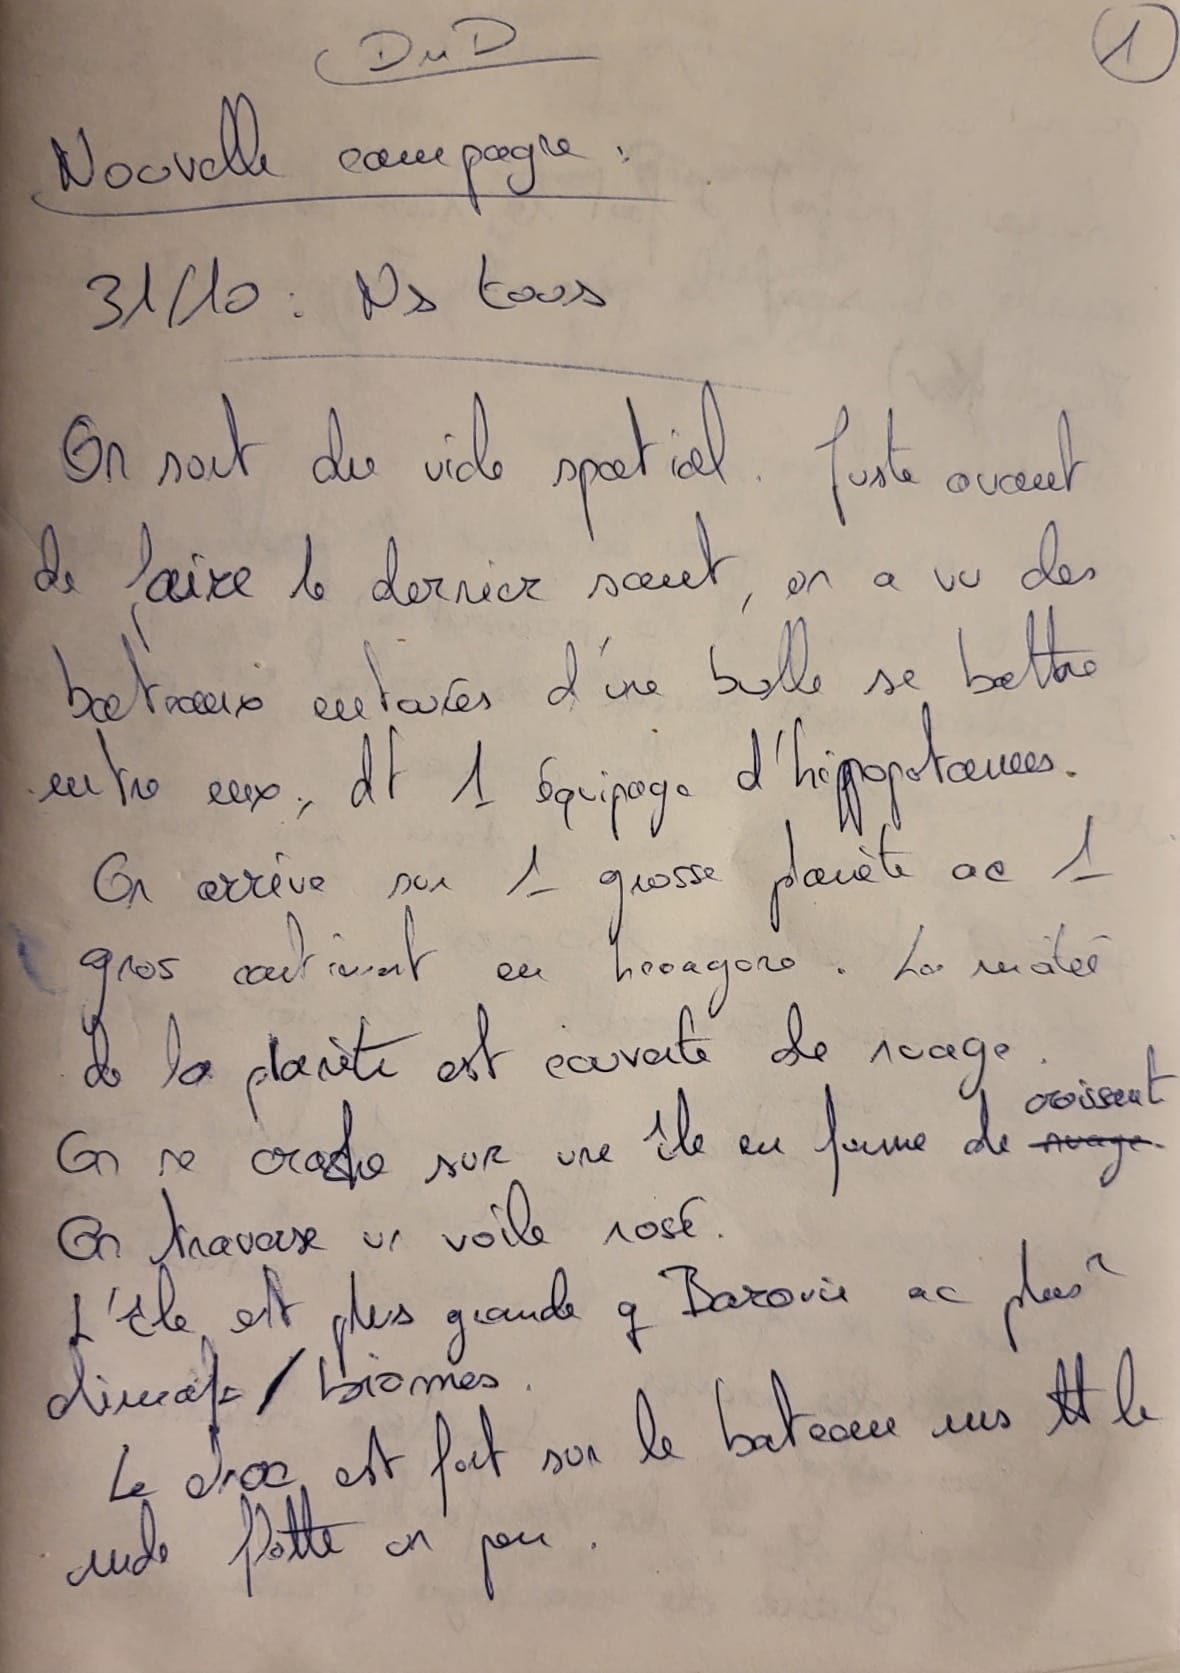 DnD
1
Nouvelle campagne :
31/10 : Ns tous
On sort du vide spatial. Juste avant
de faire le dernier saut, on a vu des
bateaux entourés d'une bulle se battre
entre eux, dt 1 équipage d'hippopotames.
On arrive sur 1 grosse planète ac 1
gros continent en hexagone. La moitié
de la planète est couverte de nuage.
On se crashe sur une île en forme de nuage croissant
On traverse un voile rosé.
L'île est plus grande q Barovie ac plusr
climats / biomes.
Le choc est fort sur le bateau ms tt le
mde flotte un peu.